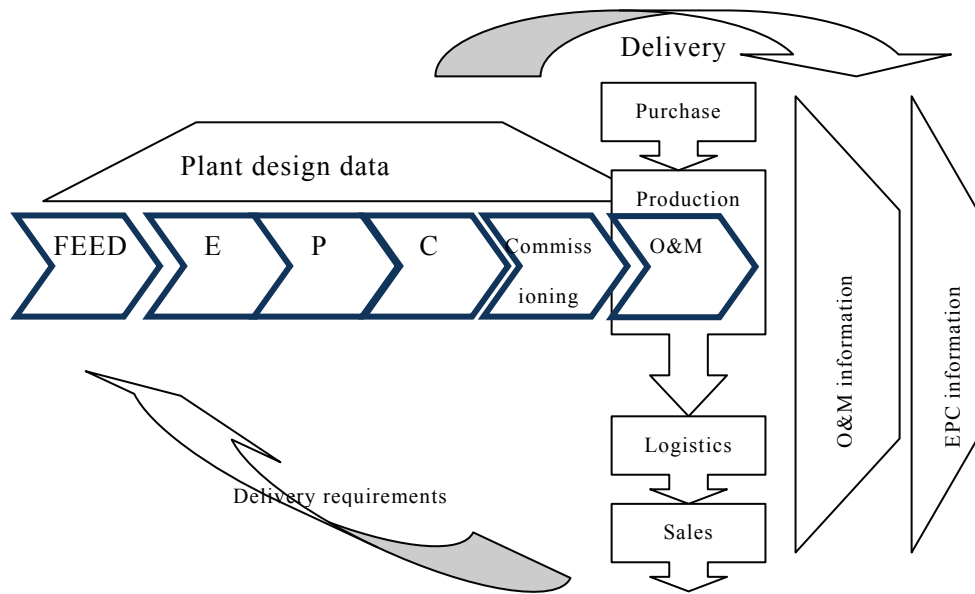 Delivery
Purchase
Plant design data
Production
FEED
E
P
C
Commiss
ioning
O&M
O&M information
EPC information
Logistics
Delivery requirements
Sales